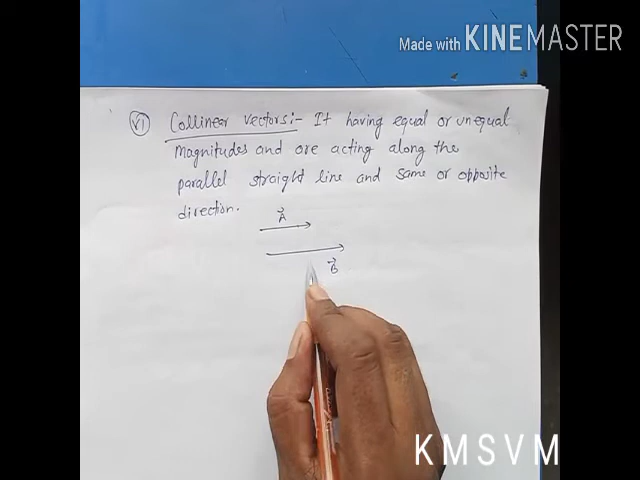 Made with KINEMASTER
VI) Collinear vectors:- It having equal or unequal
Magnitudes and are acting along the
parallel straight line and same or opposite
direction.
A
B
KMSVM